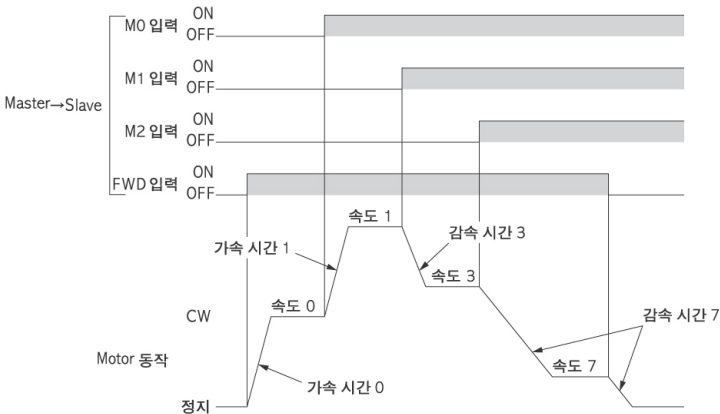 Master→Slave
M0 입력 ON
OFF
M1 입력 ON
OFF
M2 입력 ON
OFF
FWD 입력 ON
OFF
속도 1
감속 시간 3
가속 시간 1
속도 3
속도 0
CW
감속 시간 7
Motor 동작
속도 7
가속 시간 0
정지